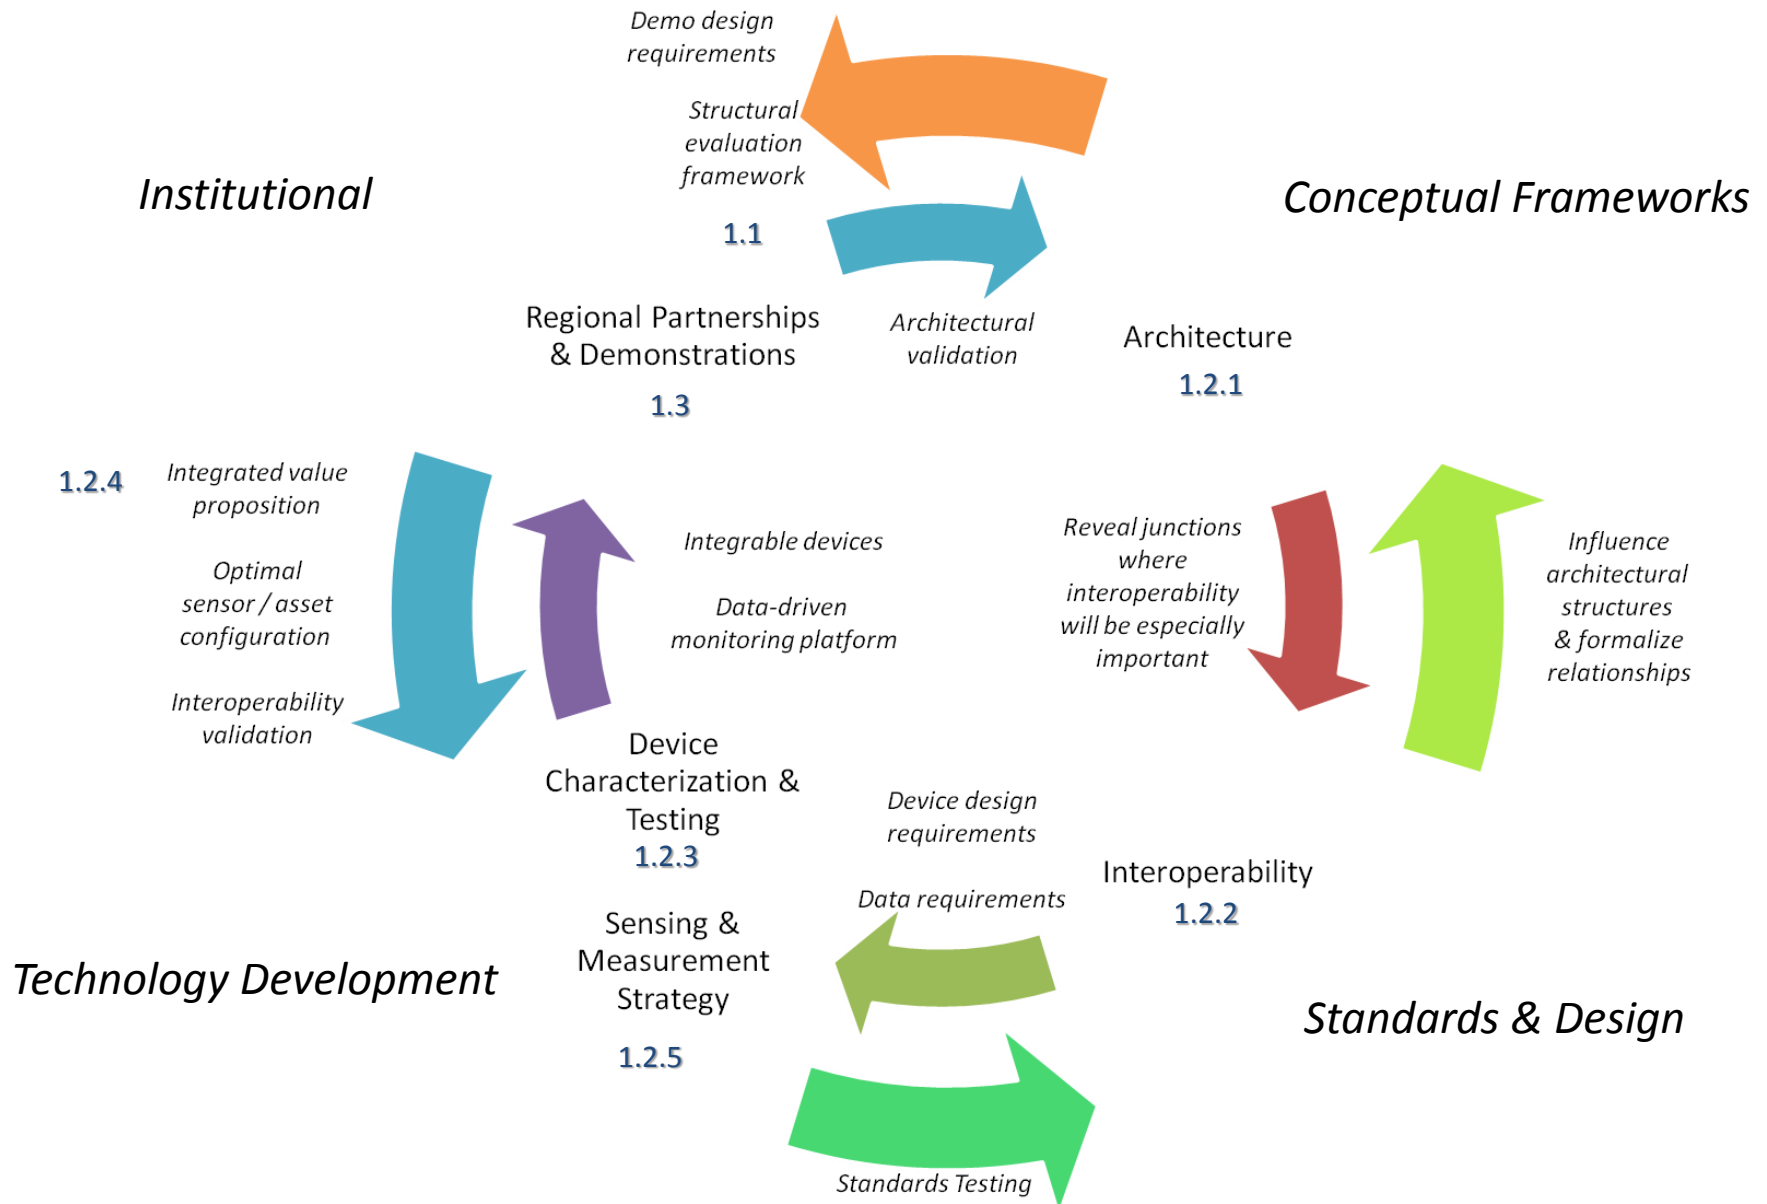 Demo design
requirements
Structural
evaluation
framework
1.1
Institutional
Conceptual Frameworks
Regional Partnerships
& Demonstrations
1.3
Architectural
validation
Architecture
1.2.1
1.2.4
Integrated value
proposition
Optimal
sensor / asset
configuration
Interoperability
validation
Integrable devices
Data-driven
monitoring platform
Reveal junctions
where
interoperability
will be especially
important
Influence
architectural
structures
& formalize
relationships
Device
Characterization &
Testing
1.2.3
Device design
requirements
Data requirements
Interoperability
1.2.2
Sensing &
Measurement
Strategy
1.2.5
Technology Development
Standards & Design
Standards Testing